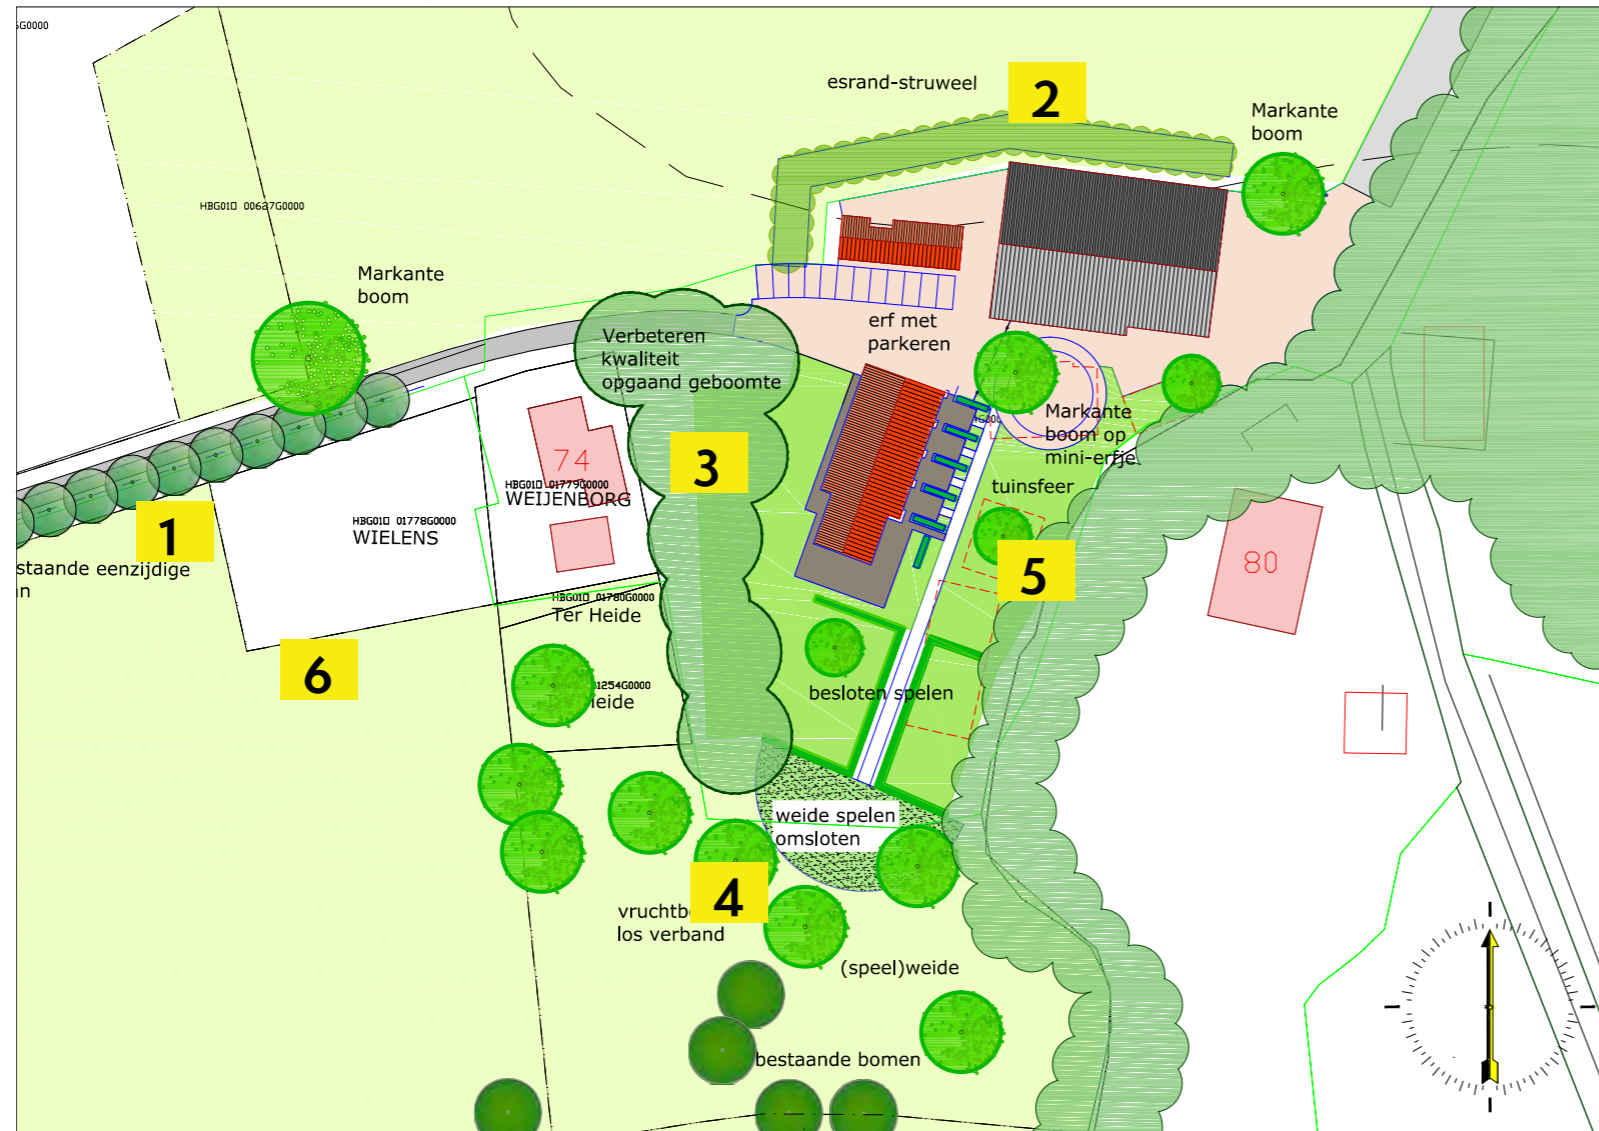 G0000
esrand-struweel
2
Markante
boom
HBG01D 00627G0000
Markante
boom
Verbeteren
kwaliteit
opgaand geboomte
erf met
parkeren
Markante
boom op
mini-erfje
74
HBG01D 01779G0000
WEIJENBORG
3
tuinsfeer
1
HBG01D 01778G0000
WIELENS
staande eenzijdige
5
80
HBG01D 01780G0000
Ter Heide
6
1254G0000
eide
besloten spelen
weide spelen
omsloten
4
los verband
(speel)weide
bestaande bomen